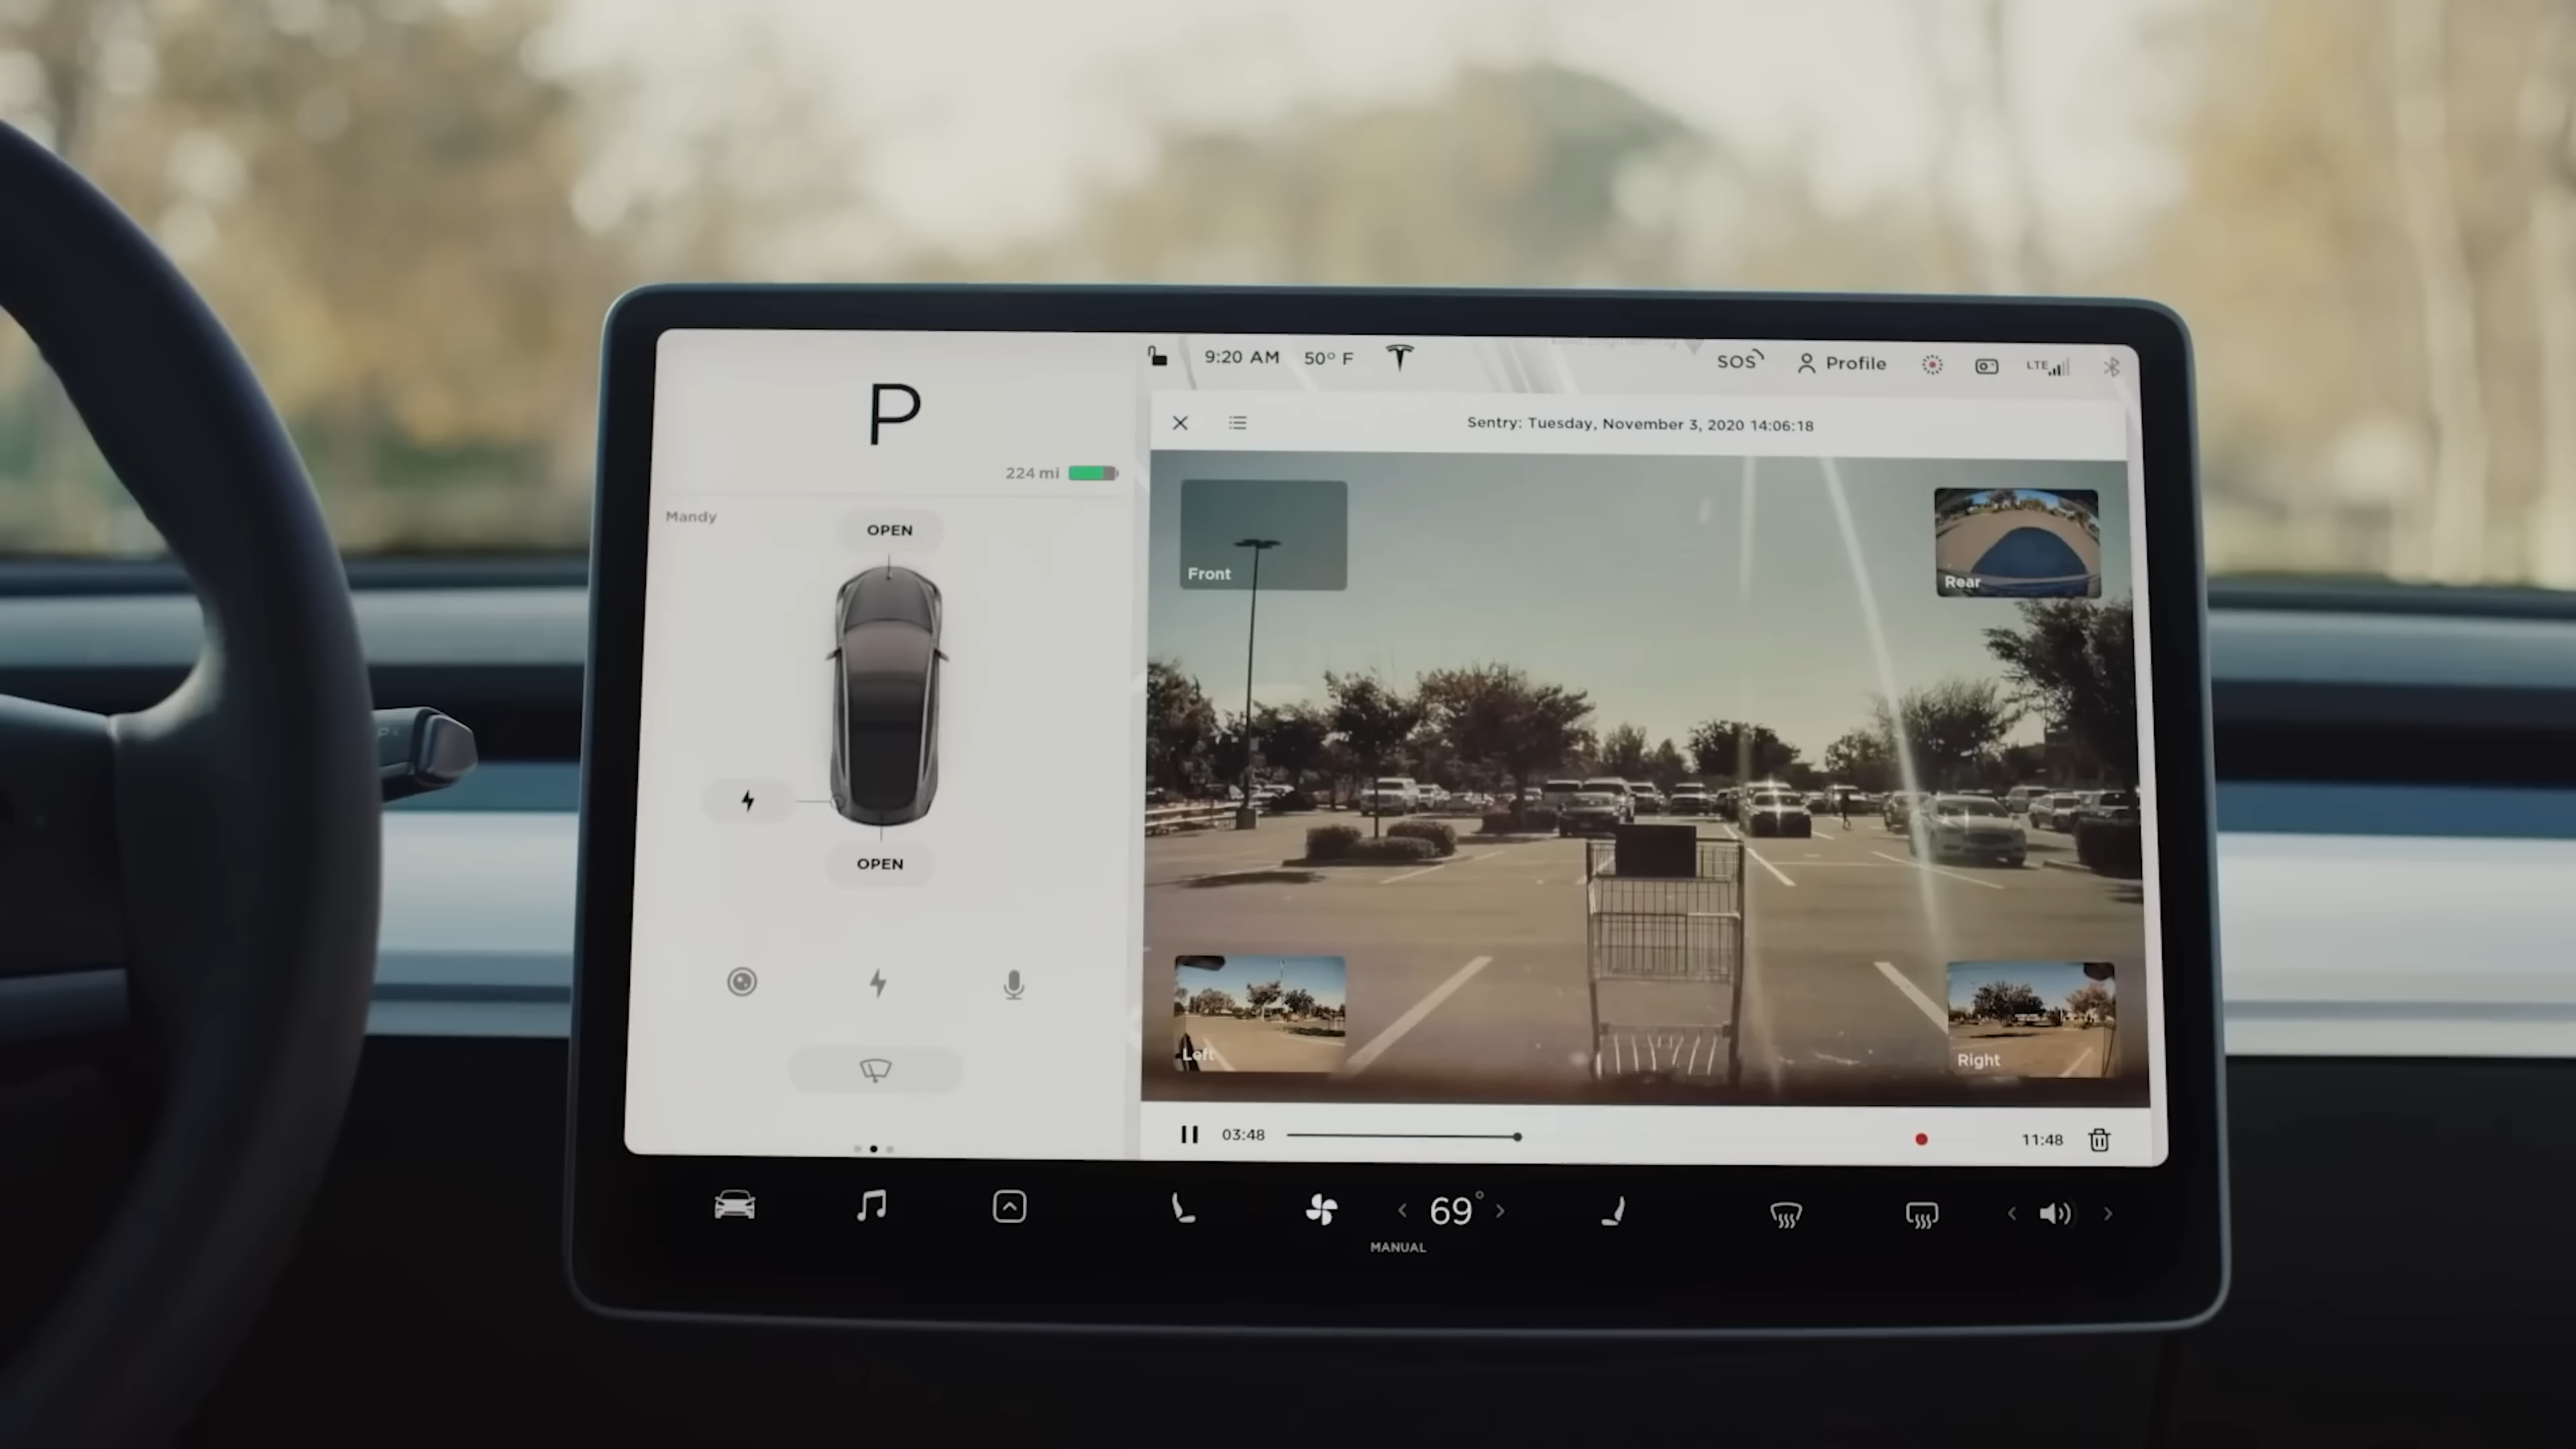 P
224 mi
Mandy
OPEN
OPEN
9:20 AM 50° F
SOS Profile LTE
Sentry: Tuesday, November 3, 2020 14:06:18
Front
Rear
Left
Right
03:48
11:48
69°
MANUAL